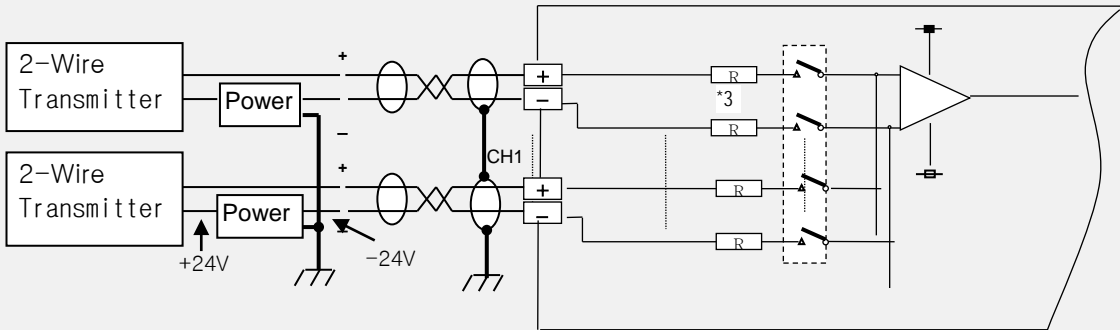 2-Wire
Transmitter
Power
+
−
+
−
R
*3
R
CH1
2-Wire
Transmitter
Power
+24V
+
−
-24V
+
−
R
R